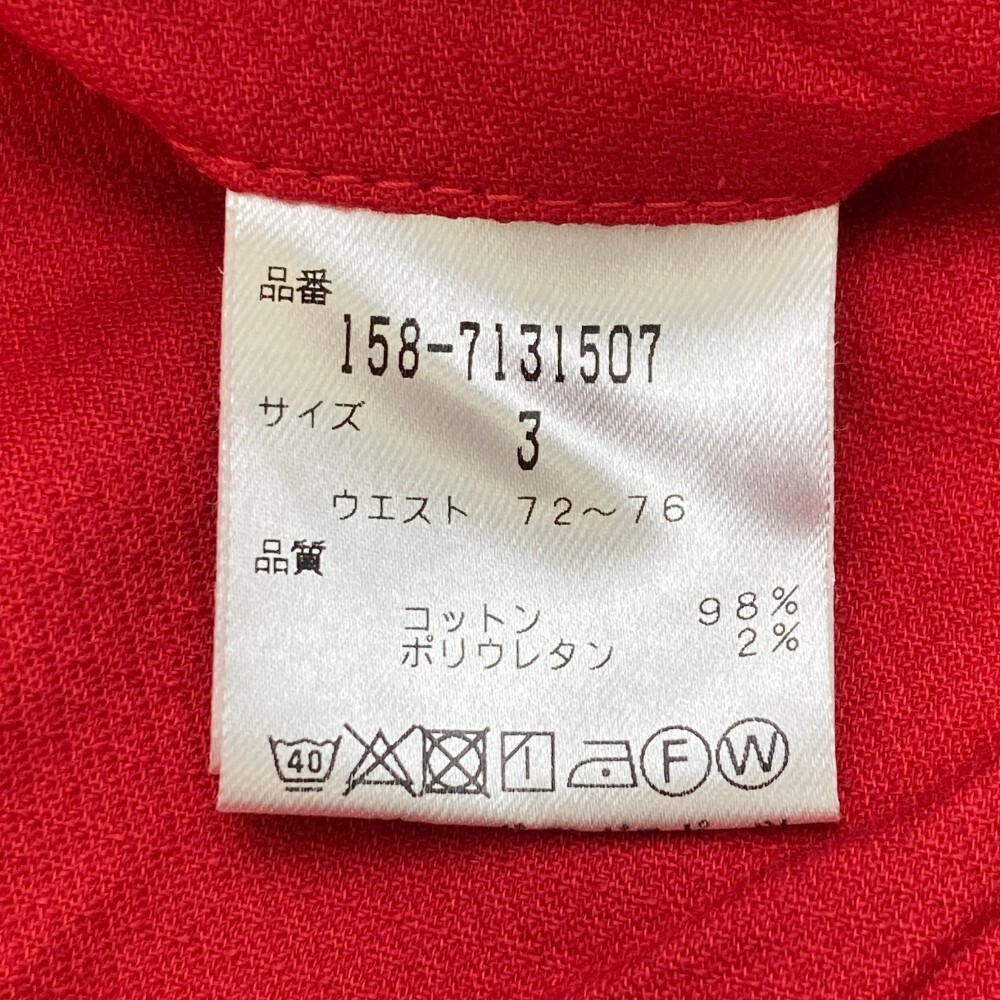 品番
158-7131507
サイズ 3
ウエスト 72～76
品質
コットン 98%
ポリウレタン 2%
40 F W